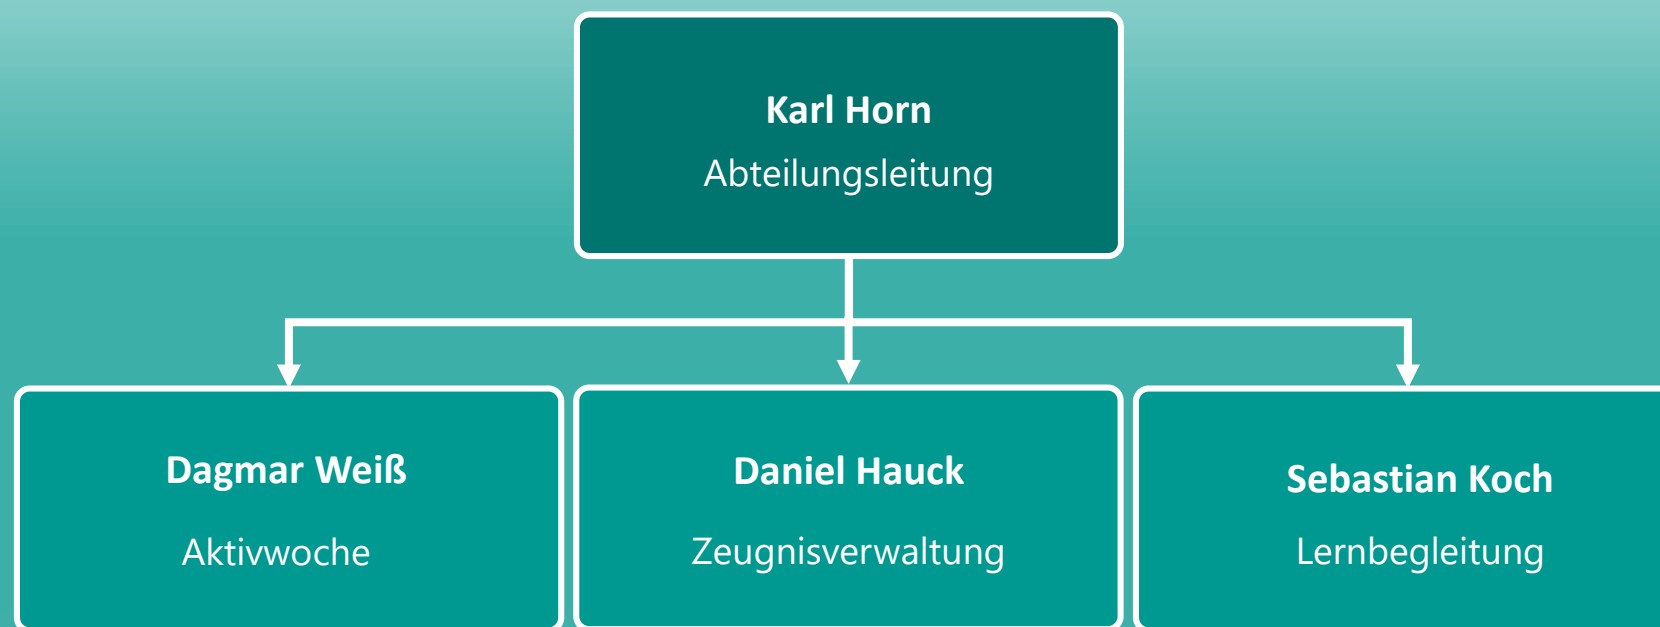 Karl Horn
Abteilungsleitung
Dagmar Weiß
Aktivwoche
Daniel Hauck
Zeugnisverwaltung
Sebastian Koch
Lernbegleitung